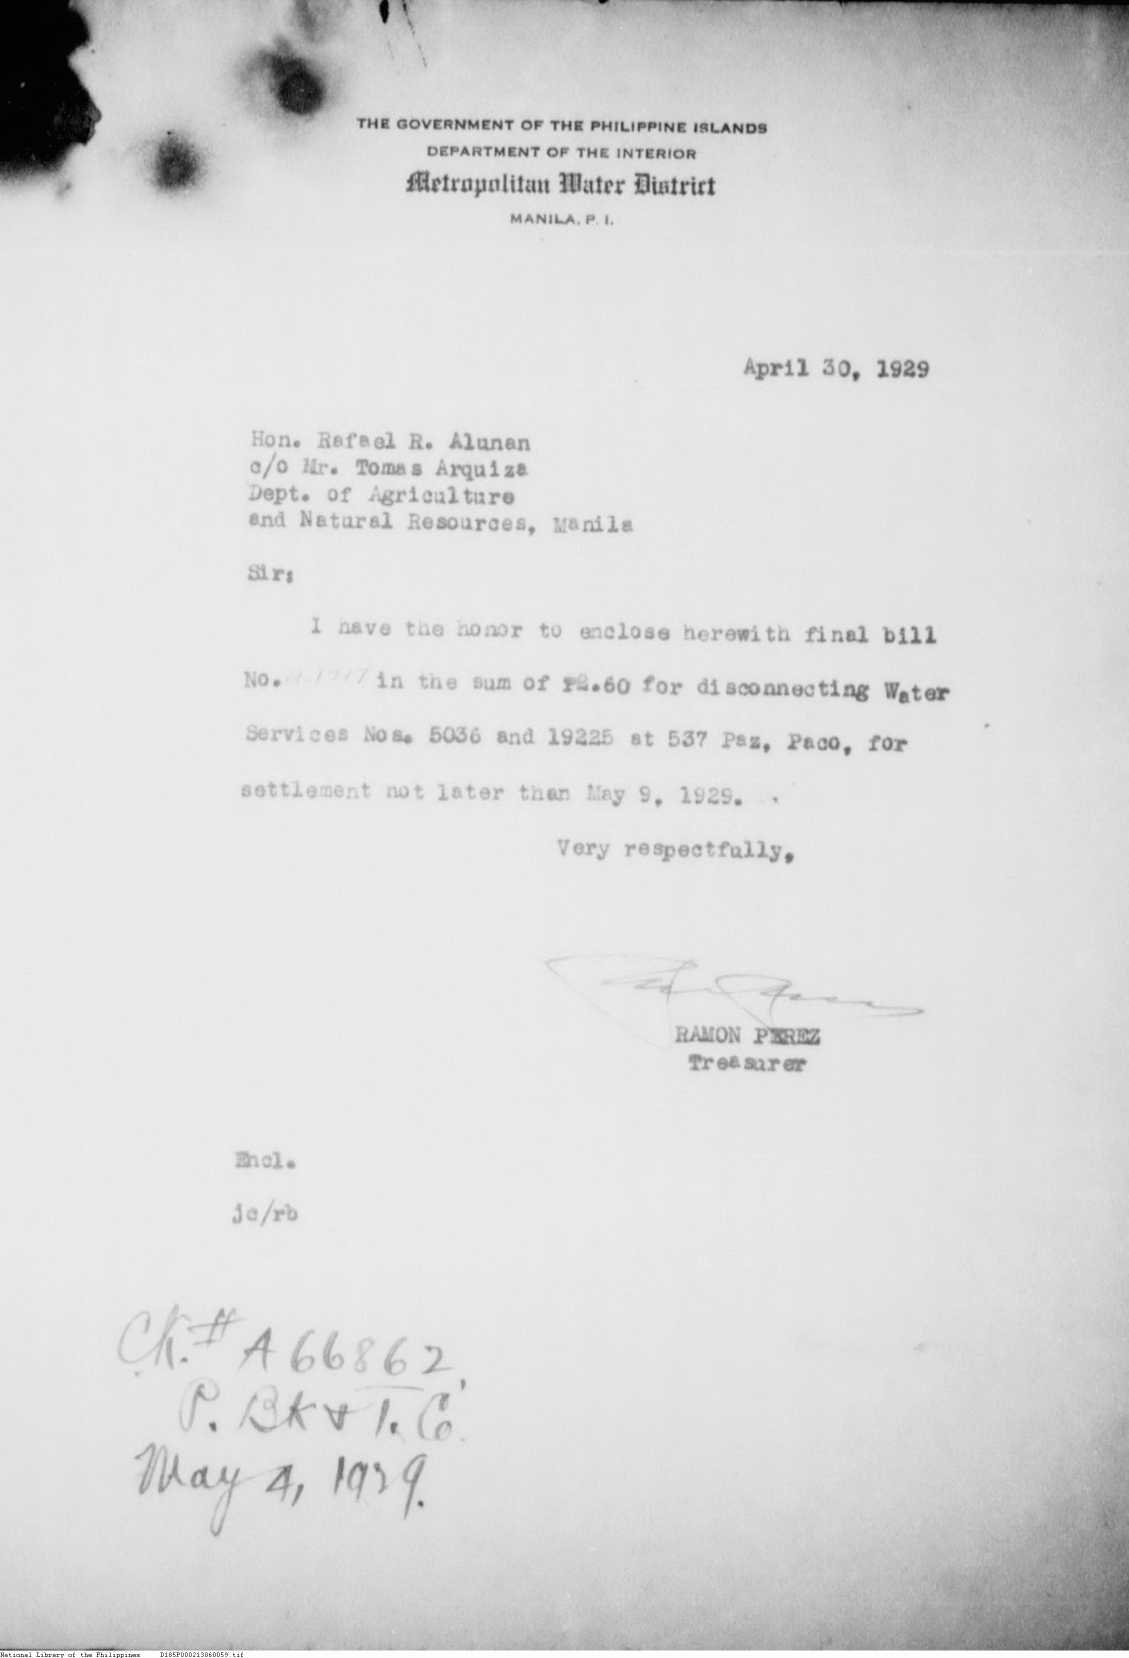 THE GOVERNMENT OF THE PHILIPPINE ISLANDS
DEPARTMENT OF THE INTERIOR
Metropolitan Water District
MANILA, P. I.
April 30, 1929
Hon. Rafael R. Alunan
c/o Mr. Tomas Arquiza
Dept. of Agriculture
and Natural Resources, Manila
Sir:
I have the honor to enclose herewith final bill
No. in the sum of ₱2.60 for disconnecting Water
Services Nos. 5036 and 19225 at 537 Paz, Paco, for
settlement not later than May 9, 1929.
Very respectfully,
RAMON PEREZ
Treasurer
Encl.
jc/rb
Ck.# A66862,
P. Bk & T. Co.
May 4, 1929.
National Library of the Philippines D185P000213060059.tif